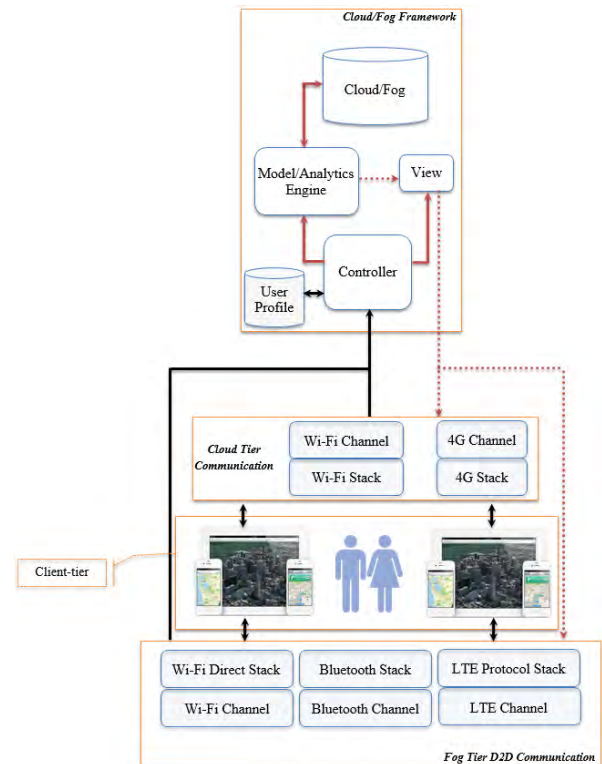 Cloud/Fog Framework
Cloud/Fog
Model/Analytics
Engine
View
Controller
User
Profile
Cloud Tier
Communication
Wi-Fi Channel
4G Channel
Wi-Fi Stack
4G Stack
Client-tier
Wi-Fi Direct Stack
Bluetooth Stack
LTE Protocol Stack
Wi-Fi Channel
Bluetooth Channel
LTE Channel
Fog Tier D2D Communication